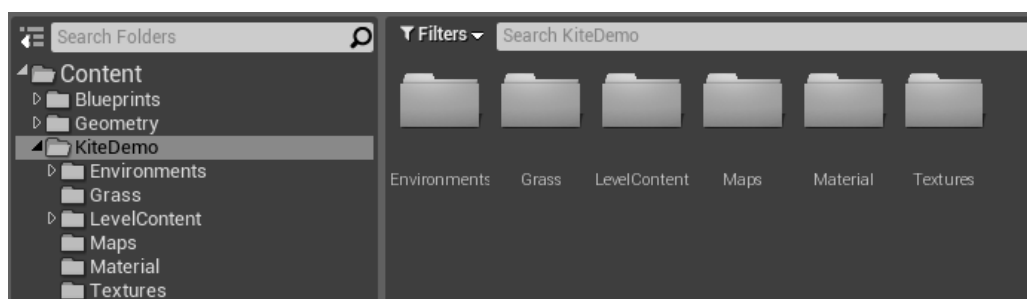 Search Folders
Content
Blueprints
Geometry
KiteDemo
Environments
Grass
LevelContent
Maps
Material
Textures
Filters
Search KiteDemo
Environments
Grass
LevelContent
Maps
Material
Textures